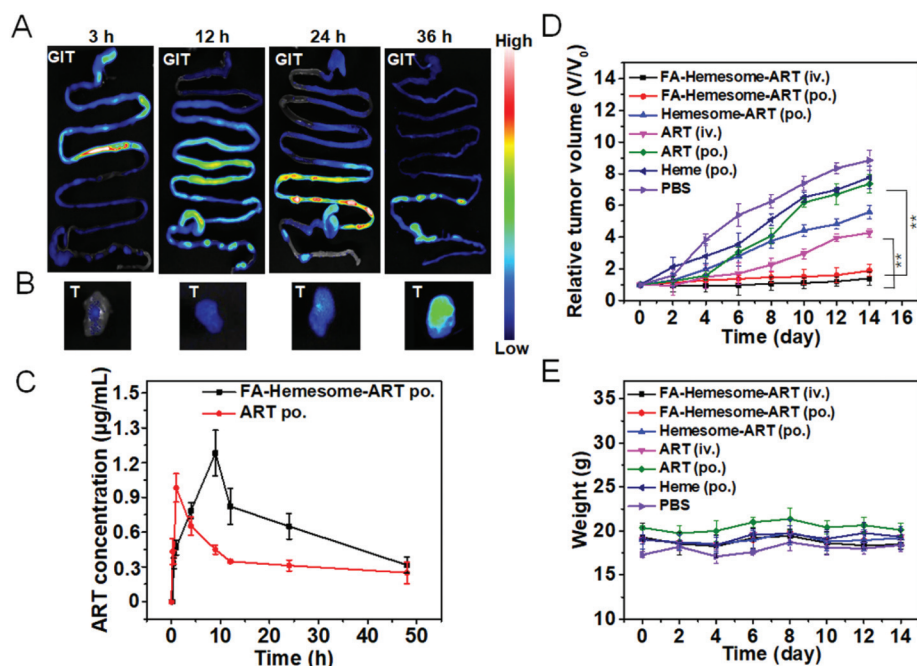 A
3 h
12 h
24 h
36 h
GIT
GIT
GIT
GIT
High
Low
B
T
T
T
T
C
FA-Hemesome-ART po.
ART po.
ART concentration (μg/mL)
1.5
1.3
1.2
0.9
0.6
0.3
0
0 10 20 30 40 50
Time (h)
D
FA-Hemesome-ART (iv.)
FA-Hemesome-ART (po.)
Hemesome-ART (po.)
ART (iv.)
ART (po.)
Heme (po.)
PBS
**
**
Relative tumor volume (V/V0)
14
12
10
8
6
4
2
0
0 2 4 6 8 10 12 14 16
Time (day)
E
FA-Hemesome-ART (iv.)
FA-Hemesome-ART (po.)
Hemesome-ART (po.)
ART (iv.)
ART (po.)
Heme (po.)
PBS
Weight (g)
35
30
25
20
15
10
0 2 4 6 8 10 12 14
Time (day)